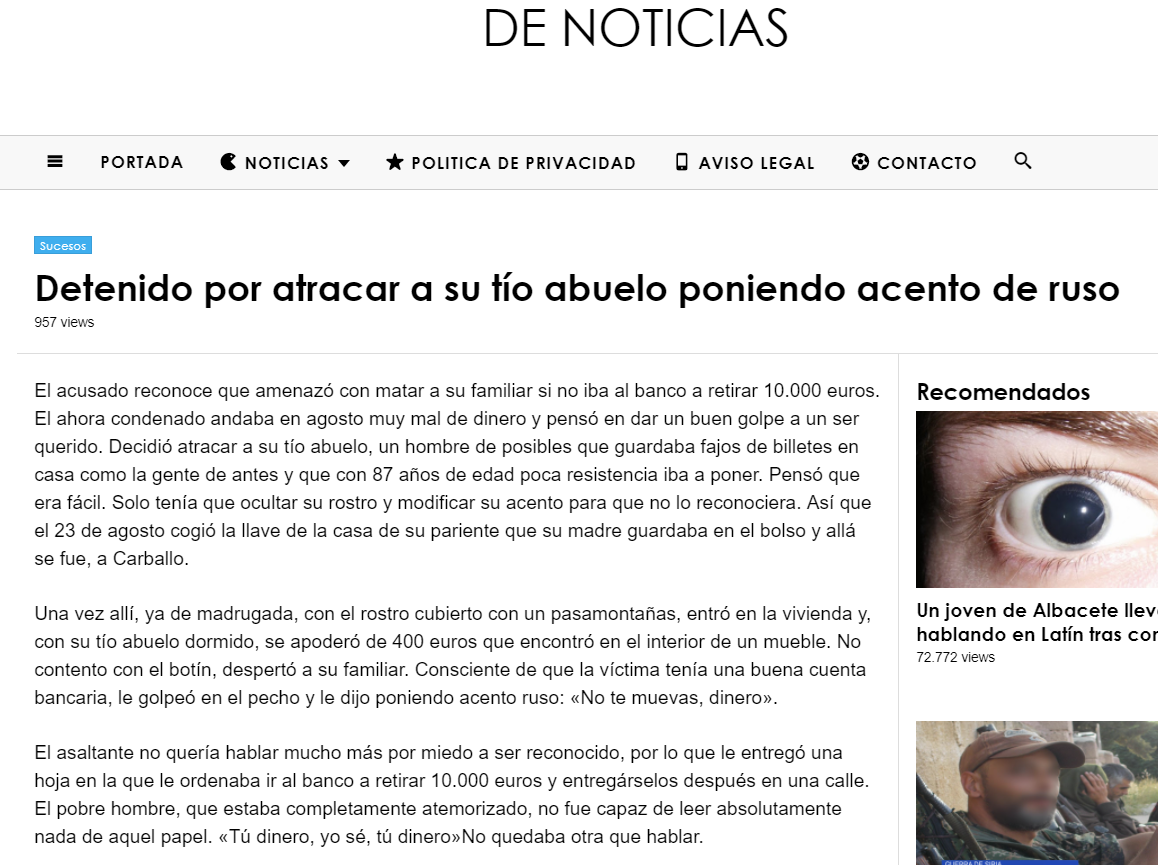 DE NOTICIAS
PORTADA
NOTICIAS
POLITICA DE PRIVACIDAD
AVISO LEGAL
CONTACTO
Sucesos
Detenido por atracar a su tío abuelo poniendo acento de ruso
957 views
El acusado reconoce que amenazó con matar a su familiar si no iba al banco a retirar 10.000 euros.
El ahora condenado andaba en agosto muy mal de dinero y pensó en dar un buen golpe a un ser
querido. Decidió atracar a su tío abuelo, un hombre de posibles que guardaba fajos de billetes en
casa como la gente de antes y que con 87 años de edad poca resistencia iba a poner. Pensó que
era fácil. Solo tenía que ocultar su rostro y modificar su acento para que no lo reconociera. Así que
el 23 de agosto cogió la llave de la casa de su pariente que su madre guardaba en el bolso y allá
se fue, a Carballo.
Una vez allí, ya de madrugada, con el rostro cubierto con un pasamontañas, entró en la vivienda y,
con su tío abuelo dormido, se apoderó de 400 euros que encontró en el interior de un mueble. No
contento con el botín, despertó a su familiar. Consciente de que la víctima tenía una buena cuenta
bancaria, le golpeó en el pecho y le dijo poniendo acento ruso: «No te muevas, dinero».
El asaltante no quería hablar mucho más por miedo a ser reconocido, por lo que le entregó una
hoja en la que le ordenaba ir al banco a retirar 10.000 euros y entregárselos después en una calle.
El pobre hombre, que estaba completamente atemorizado, no fue capaz de leer absolutamente
nada de aquel papel. «Tú dinero, yo sé, tú dinero»No quedaba otra que hablar.
Recomendados
Un joven de Albacete llev
hablando en Latín tras co
72.772 views
GUERRA DE SIRIA